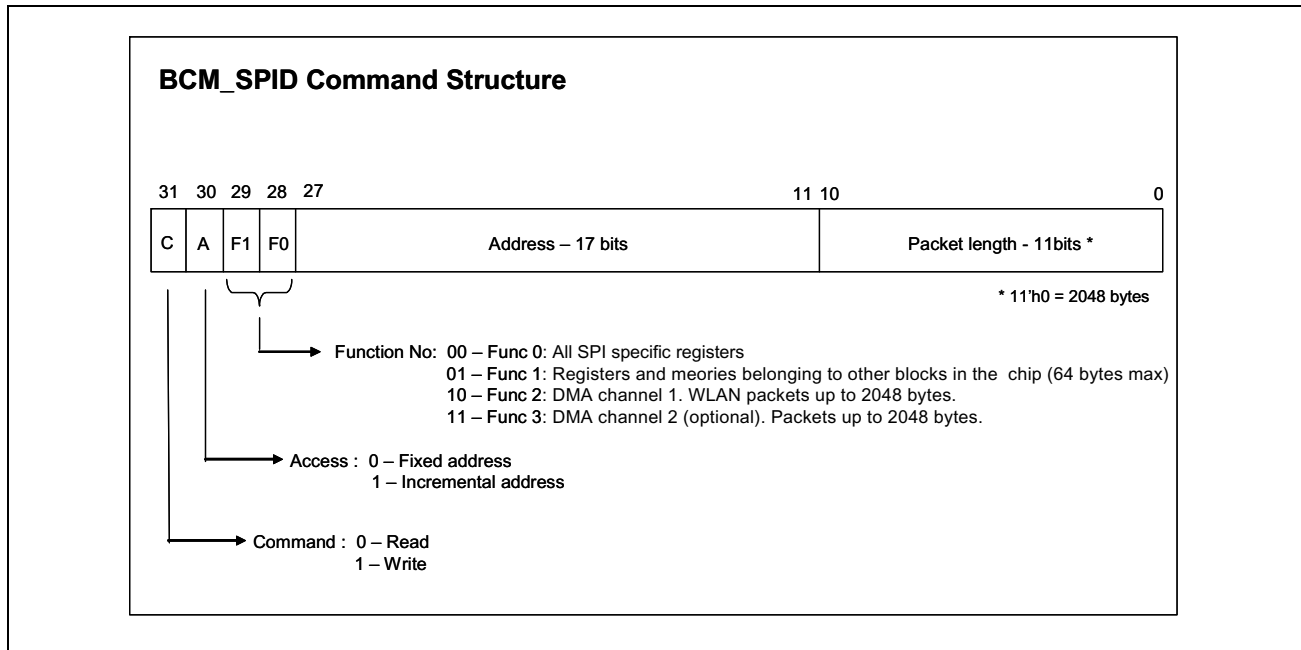 BCM_SPID Command Structure
31 30 29 28 27 11 10 0
C A F1 F0 Address – 17 bits Packet length - 11bits *
* 11'h0 = 2048 bytes
Function No: 00 – Func 0: All SPI specific registers
01 – Func 1: Registers and meories belonging to other blocks in the chip (64 bytes max)
10 – Func 2: DMA channel 1. WLAN packets up to 2048 bytes.
11 – Func 3: DMA channel 2 (optional). Packets up to 2048 bytes.
Access : 0 – Fixed address
1 – Incremental address
Command : 0 – Read
1 – Write